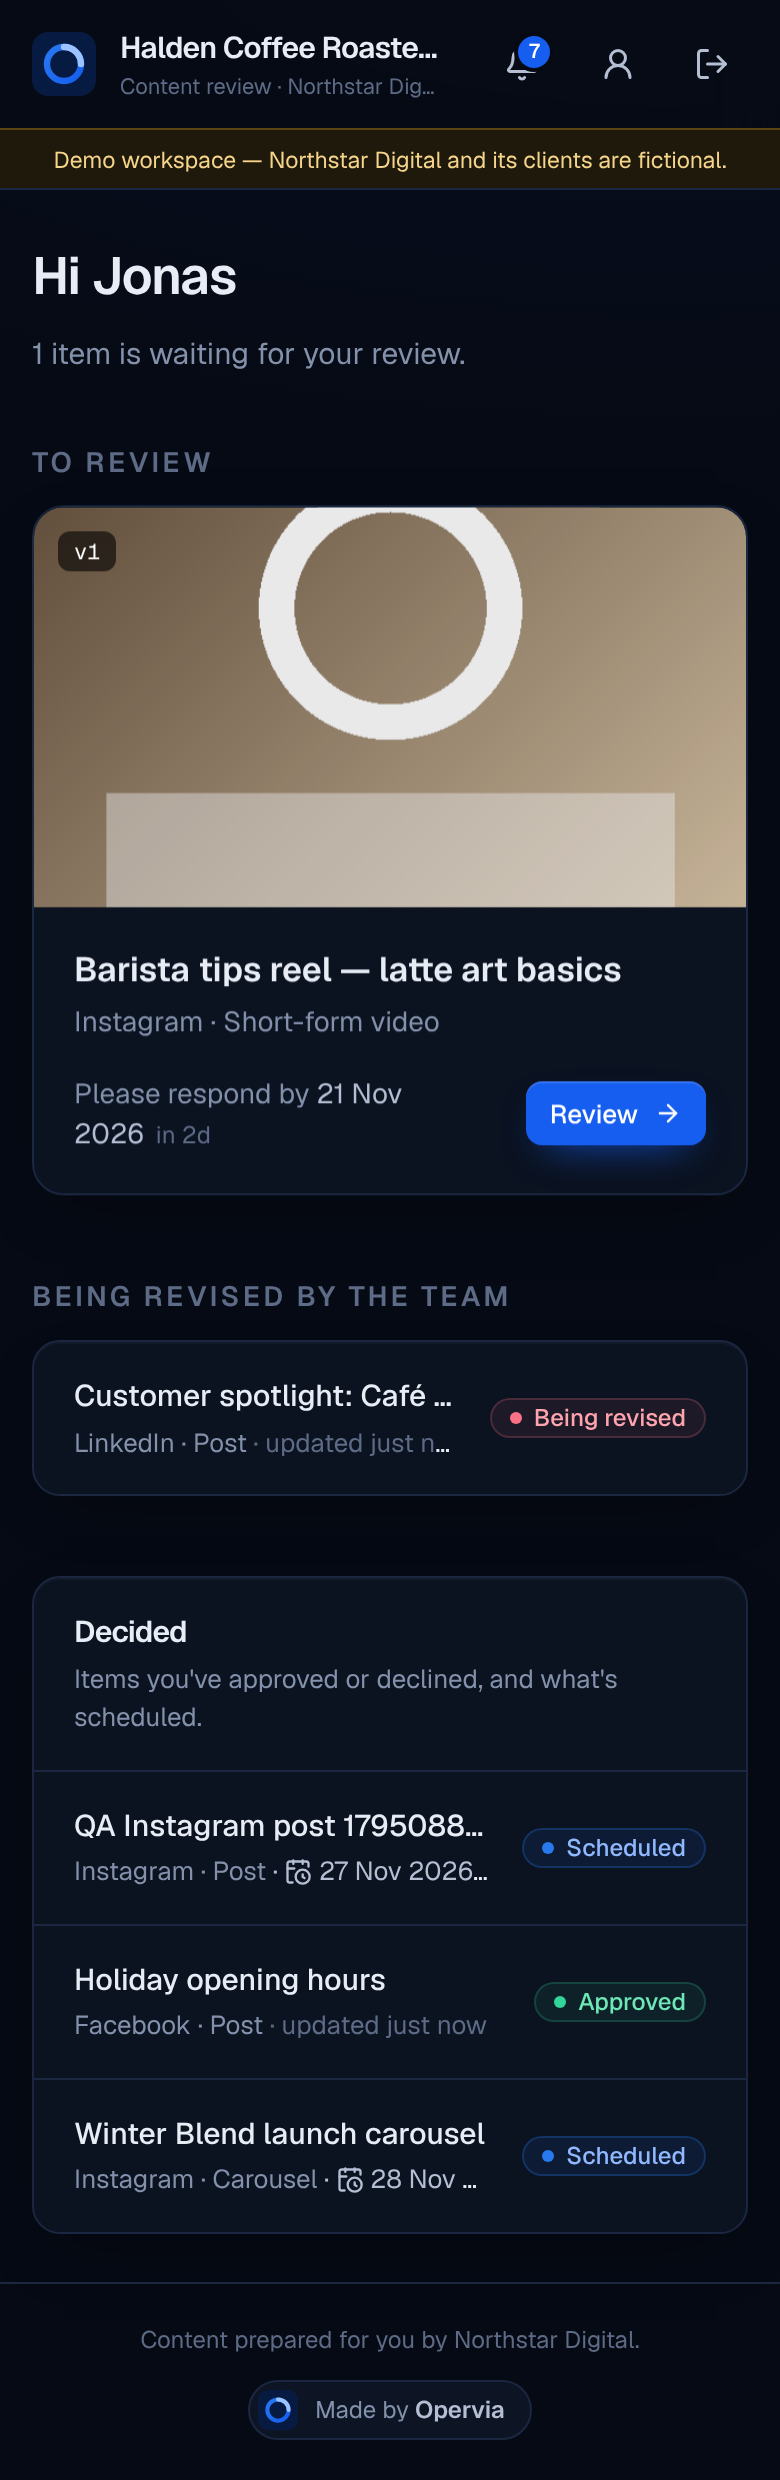 Halden Coffee Roaste...
7
Content review · Northstar Dig...
Demo workspace — Northstar Digital and its clients are fictional.
Hi Jonas
1 item is waiting for your review.
TO REVIEW
v1
Barista tips reel — latte art basics
Instagram · Short-form video
Please respond by 21 Nov
2026 in 2d
Review
BEING REVISED BY THE TEAM
Customer spotlight: Café ...
Being revised
LinkedIn · Post · updated just n...
Decided
Items you've approved or declined, and what's
scheduled.
QA Instagram post 1795088...
Scheduled
Instagram · Post · 27 Nov 2026...
Holiday opening hours
Approved
Facebook · Post · updated just now
Winter Blend launch carousel
Scheduled
Instagram · Carousel · 28 Nov ...
Content prepared for you by Northstar Digital.
Made by Opervia